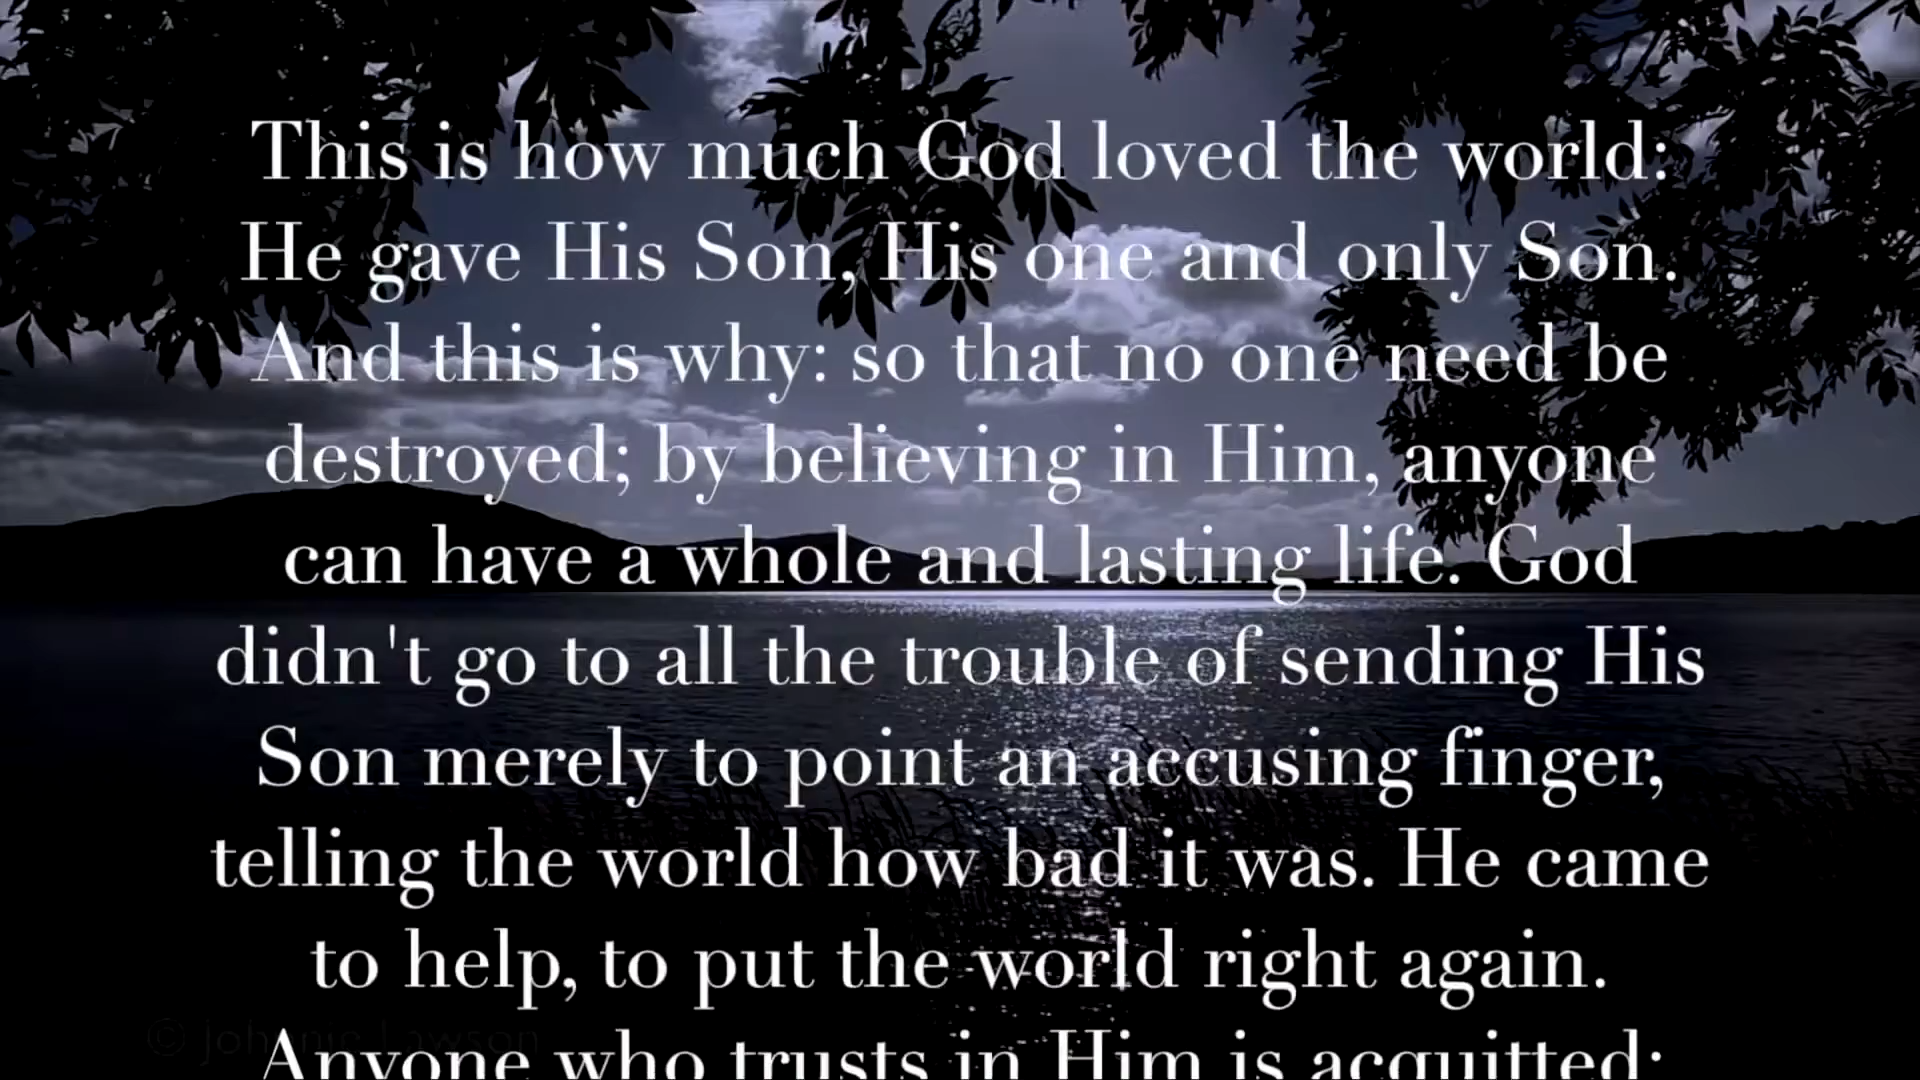 This is how much God loved the world:
He gave His Son, His one and only Son.
And this is why: so that no one need be
destroyed; by believing in Him, anyone
can have a whole and lasting life. God
didn't go to all the trouble of sending His
Son merely to point an accusing finger,
telling the world how bad it was. He came
to help, to put the world right again.
© Johnnie Lawson
Anyone who trusts in Him is acquitted;